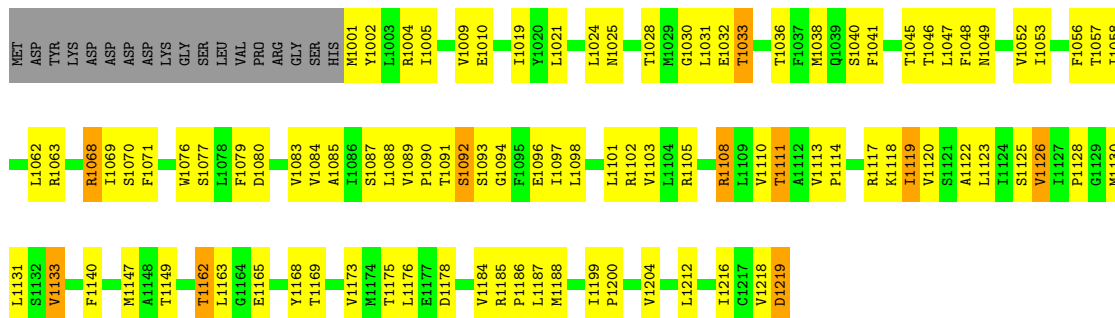 MET ASP TYR LYS ASP ASP ASP ASP LYS GLY SER LEU VAL PRO ARG GLY SER HIS M1001 Y1002 L1003 R1004 I1005 V1009 E1010 I1019 Y1020 L1021 L1024 N1025 T1028 M1029 G1030 L1031 E1032 T1033 T1036 F1037 M1038 Q1039 S1040 F1041 T1045 T1046 L1047 F1048 N1049 V1052 I1053 F1056 T1057
L1062 R1063 R1068 I1069 S1070 F1071 W1076 S1077 L1078 F1079 D1080 V1083 V1084 A1085 I1086 S1087 L1088 V1089 P1090 T1091 S1092 S1093 G1094 F1095 E1096 I1097 L1098 L1101 R1102 V1103 L1104 R1105 R1108 L1109 V1110 T1111 A1112 V1113 P1114 R1117 K1118 I1119 V1120 S1121 A1122 L1123 I1124 S1125 V1126 I1127 P1128 G1129 M1130
L1131 S1132 V1133 F1140 M1147 A1148 T1149 T1162 L1163 G1164 E1165 Y1168 T1169 V1173 M1174 T1175 L1176 E1177 D1178 V1184 R1185 P1186 L1187 M1188 I1199 P1200 V1204 L1212 I1216 C1217 V1218 D1219